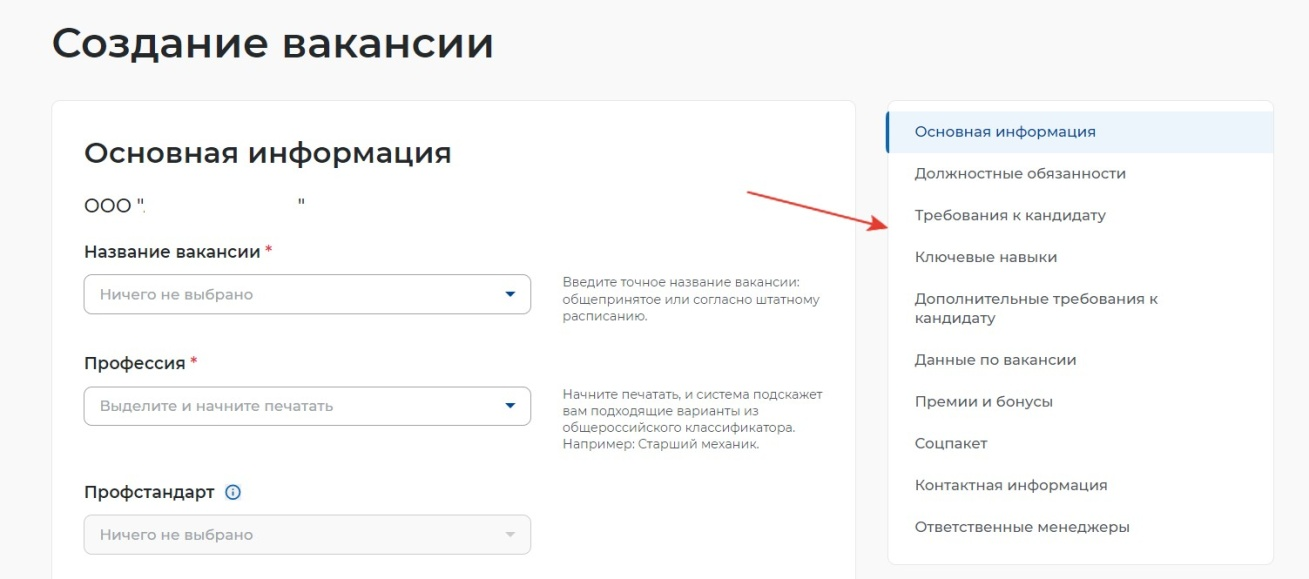 Создание вакансии
Основная информация
ООО ". "
Название вакансии *
Ничего не выбрано
Введите точное название вакансии:
общепринятое или согласно штатному
расписанию.
Профессия *
Выделите и начните печатать
Начните печатать, и система подскажет
вам подходящие варианты из
общероссийского классификатора.
Например: Старший механик.
Профстандарт
Ничего не выбрано
Основная информация
Должностные обязанности
Требования к кандидату
Ключевые навыки
Дополнительные требования к
кандидату
Данные по вакансии
Премии и бонусы
Соцпакет
Контактная информация
Ответственные менеджеры